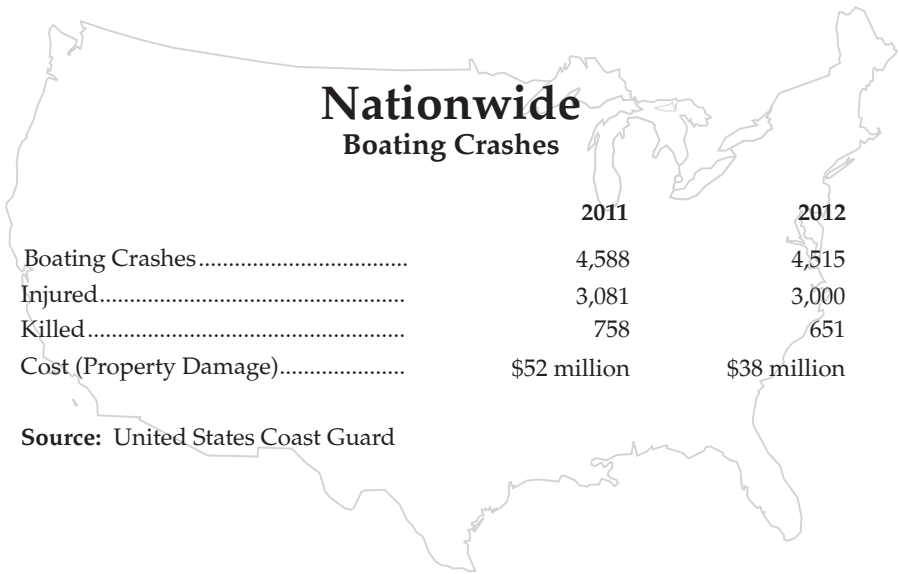 Nationwide
Boating Crashes
2011 2012
Boating Crashes.................................. 4,588 4,515
Injured.................................................. 3,081 3,000
Killed.................................................... 758 651
Cost (Property Damage)..................... $52 million $38 million
Source: United States Coast Guard